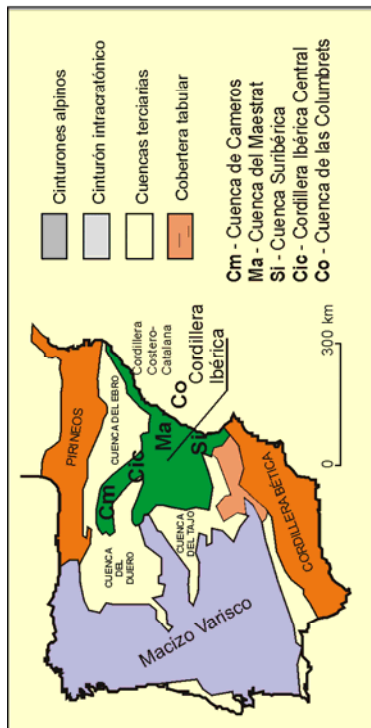 PIRINEOS
CUENCA DEL EBRO
Cordillera
Costero-
Catalana
Cm
Cic
Ma
Co
Cordillera
Ibérica
Si
CUENCA
DEL
DUERO
CUENCA
DEL TAJO
Macizo Varisco
CORDILLERA BÉTICA
0
300 km
Cinturones alpinos
Cinturón intracratónico
Cuencas terciarias
Cobertera tabular
Cm - Cuenca de Cameros
Ma - Cuenca del Maestrat
Si - Cuenca Suribérica
Cic - Cordillera Ibérica Central
Co - Cuenca de las Columbrets